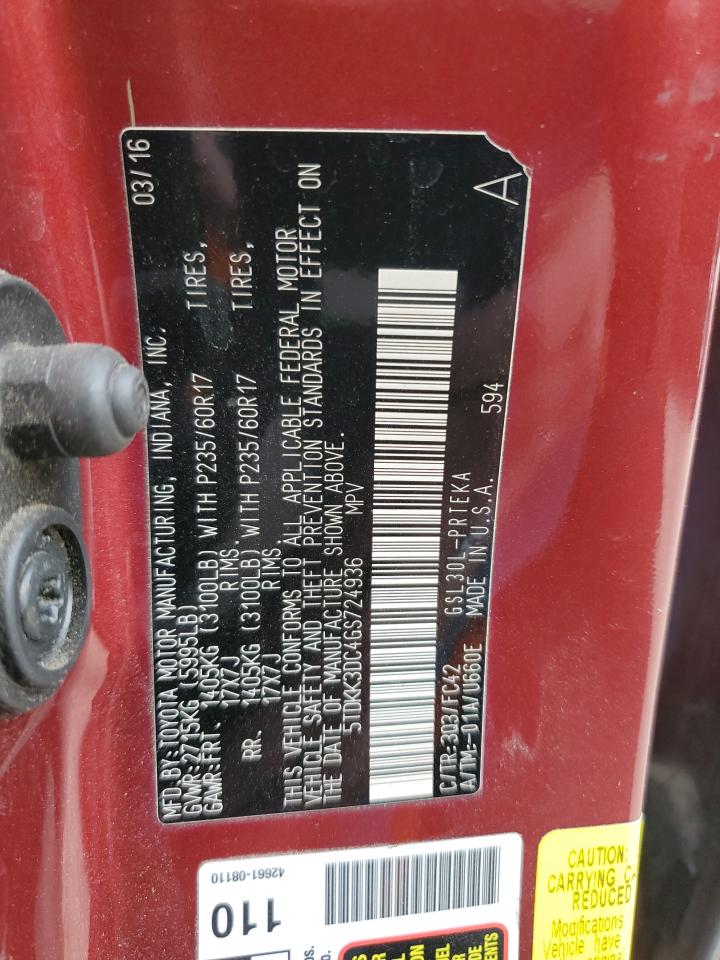 MFD.BY:TOYOTA MOTOR MANUFACTURING, INDIANA, INC. 03/16
GVWR:2715KG (5995LB)
GAWR:FRT. 1405KG (3100LB) WITH P235/60R17 TIRES,
17X7J RIMS.
RR. 1405KG (3100LB) WITH P235/60R17 TIRES,
17X7J RIMS.
THIS VEHICLE CONFORMS TO ALL APPLICABLE FEDERAL MOTOR
VEHICLE SAFETY AND THEFT PREVENTION STANDARDS IN EFFECT ON
THE DATE OF MANUFACTURE SHOWN ABOVE.
5TDKK3DC4GS724936 MPV
A
C/TR:3Q3/FC42 GSL30L-PRTEKA 594
A/TM:-01A/U660E MADE IN U.S.A.
42661-08110
110
CAUTION:
CARRYING
REDUCED
Modifications
Vehicle have